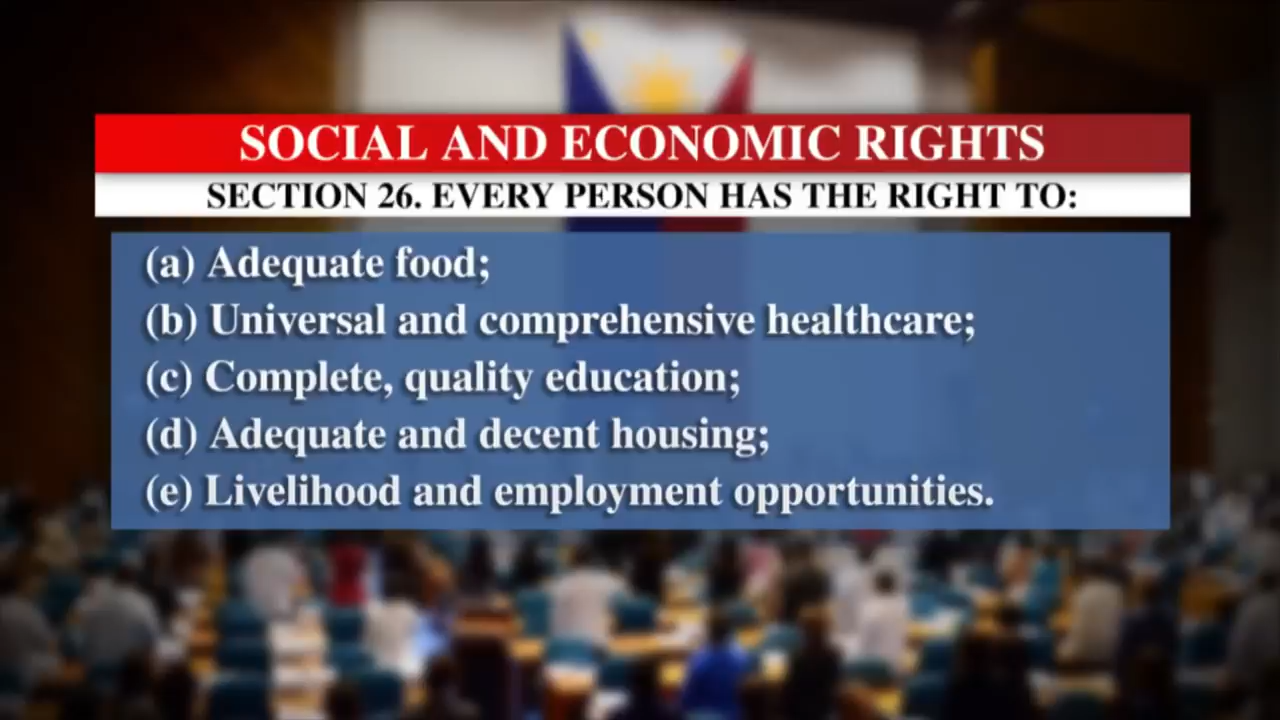 SOCIAL AND ECONOMIC RIGHTS
SECTION 26. EVERY PERSON HAS THE RIGHT TO:
(a) Adequate food;
(b) Universal and comprehensive healthcare;
(c) Complete, quality education;
(d) Adequate and decent housing;
(e) Livelihood and employment opportunities.